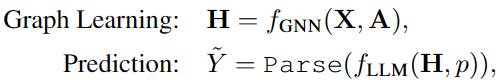 Graph Learning: H = f_GNN(X, A),
Prediction: Ỹ = Parse(f_LLM(H, p)),